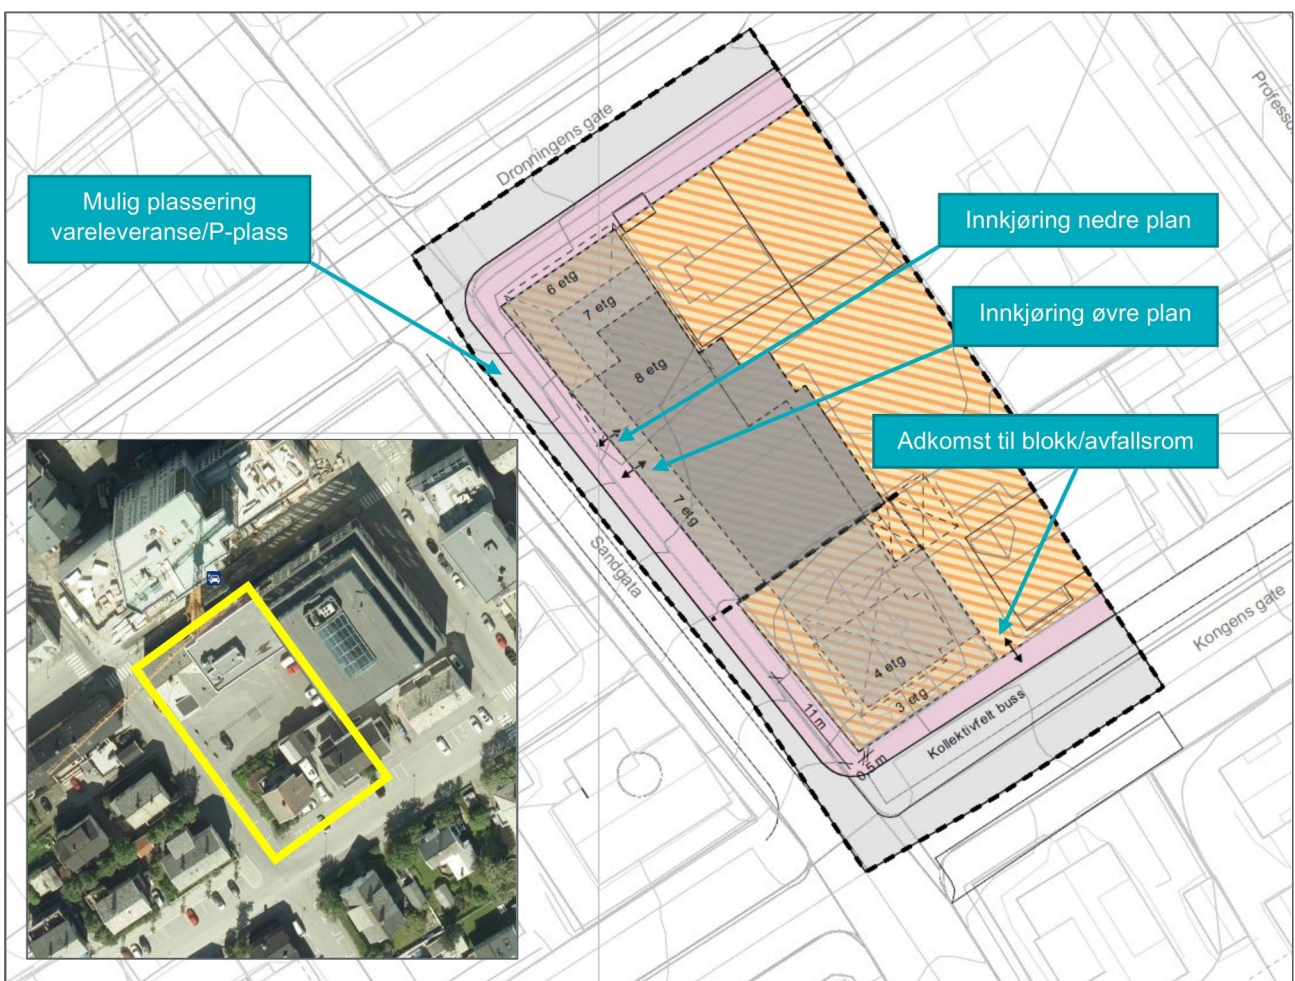 Dronningens gate
Professo
Mulig plassering
vareleveranse/P-plass
Innkjøring nedre plan
Innkjøring øvre plan
Adkomst til blokk/avfallsrom
6 etg
7 etg
8 etg
7 etg
Sandgata
4 etg
3 etg
11 m
0,5 m
Kollektivfelt buss
Kongens gate